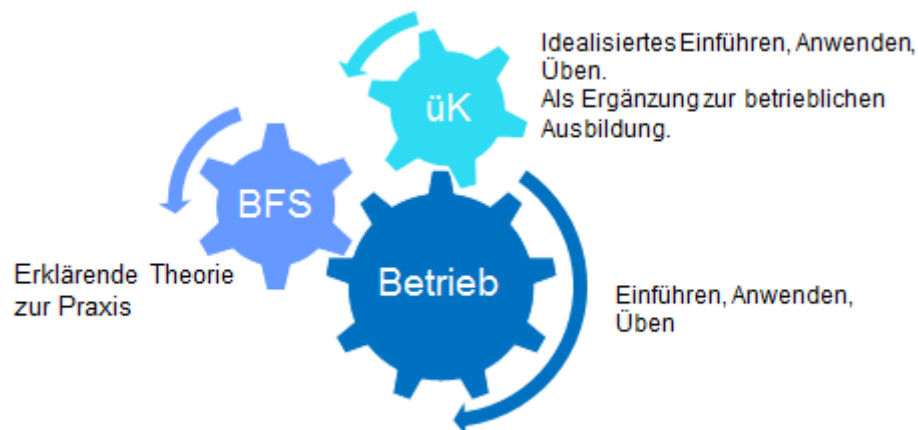 üK
Idealisiertes Einführen, Anwenden,
Üben.
Als Ergänzung zur betrieblichen
Ausbildung.
BFS
Erklärende Theorie
zur Praxis
Betrieb
Einführen, Anwenden,
Üben